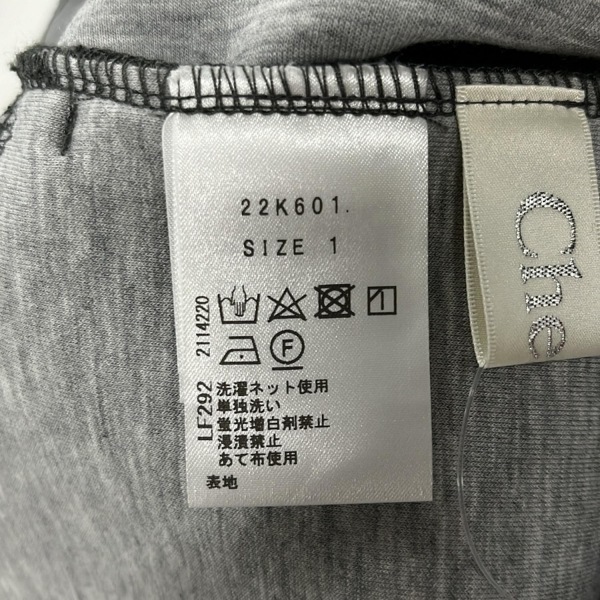 22K601.
SIZE 1
F
LF292 2114220
洗濯ネット使用
単独洗い
蛍光増白剤禁止
浸漬禁止
あて布使用
表地
Che